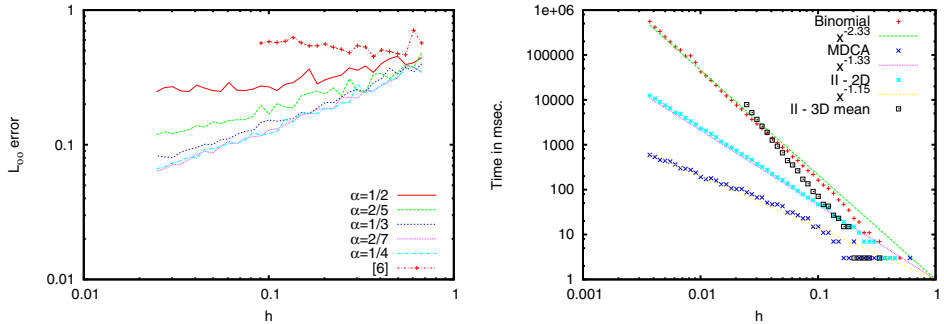 1
0.1
0.01
0.01
0.1
1
L∞ error
h
α=1/2
α=2/5
α=1/3
α=2/7
α=1/4
[6]
1e+06
100000
10000
1000
100
10
1
0.001
0.01
0.1
1
Time in msec.
h
Binomial
x^-2.33
MDCA
x^-1.33
II - 2D
x^-1.15
II - 3D mean